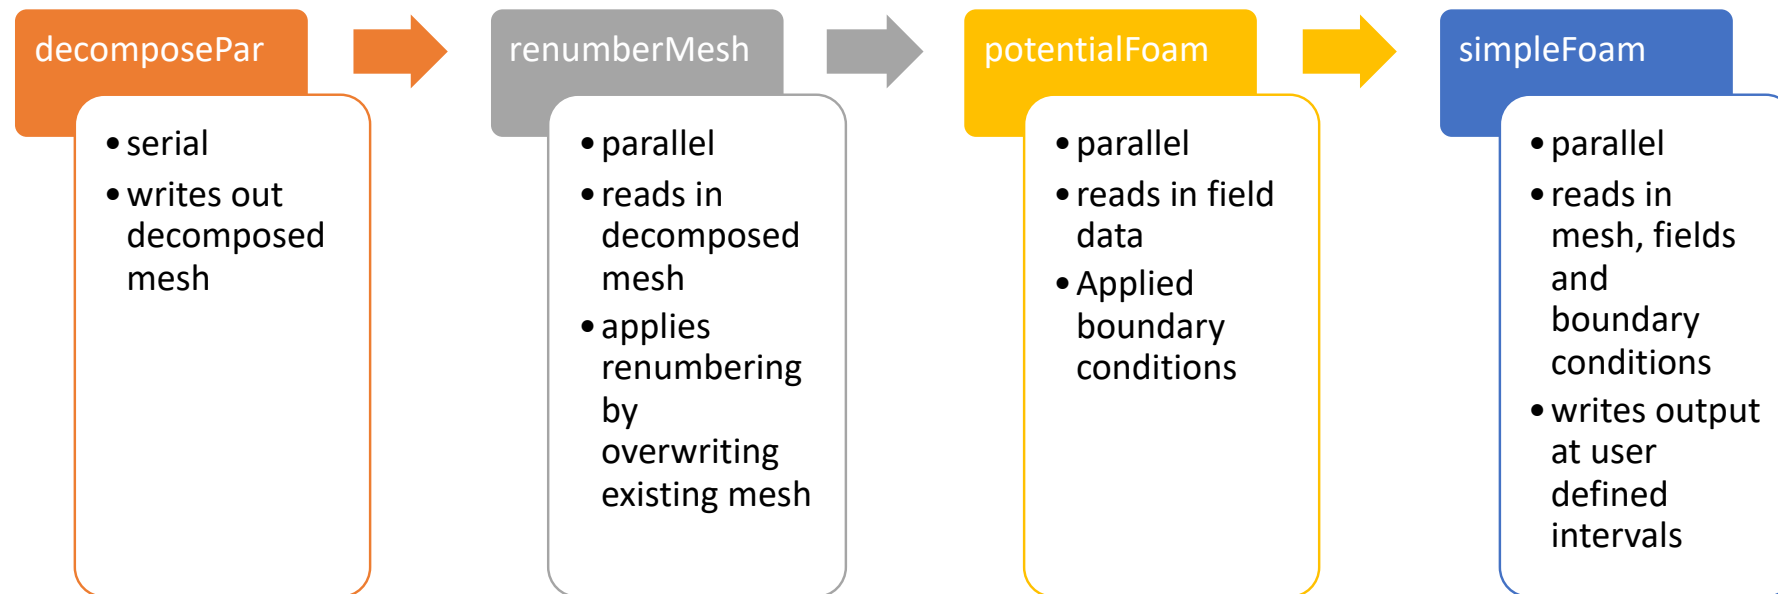 decomposePar
• serial
• writes out
decomposed
mesh
renumberMesh
• parallel
• reads in
decomposed
mesh
• applies
renumbering
by
overwriting
existing mesh
potentialFoam
• parallel
• reads in field
data
• Applied
boundary
conditions
simpleFoam
• parallel
• reads in
mesh, fields
and
boundary
conditions
• writes output
at user
defined
intervals